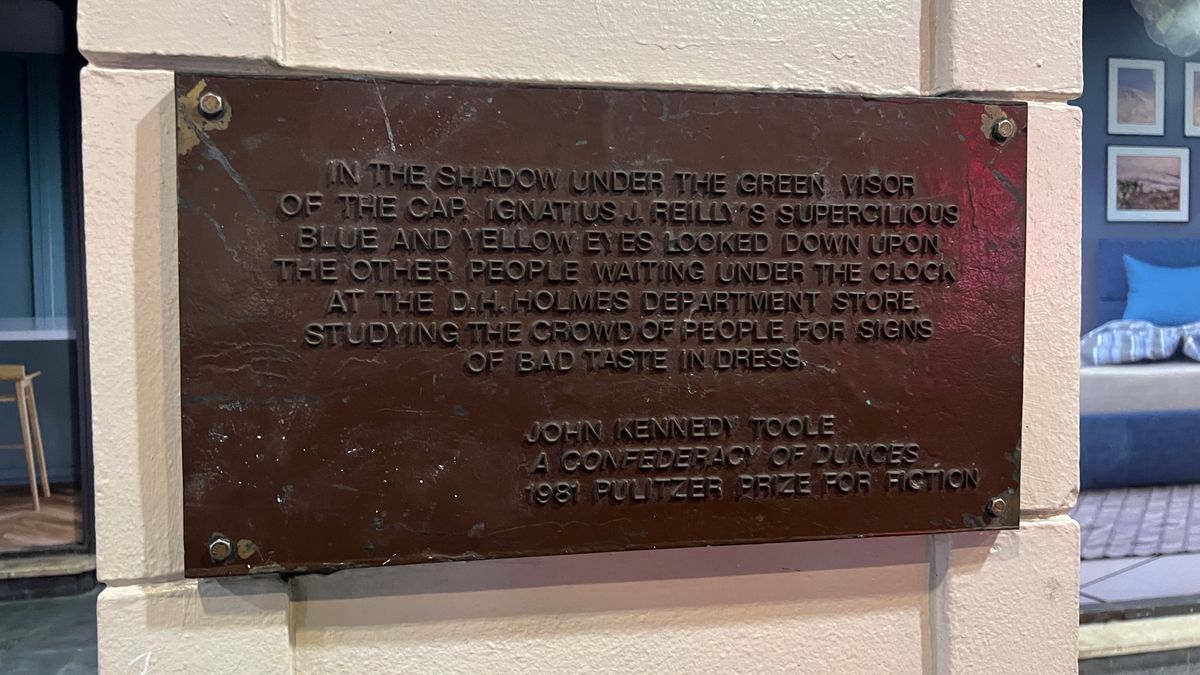 IN THE SHADOW UNDER THE GREEN VISOR
OF THE CAP, IGNATIUS J. REILLY'S SUPERCILIOUS
BLUE AND YELLOW EYES LOOKED DOWN UPON
THE OTHER PEOPLE WAITING UNDER THE CLOCK
AT THE D.H. HOLMES DEPARTMENT STORE,
STUDYING THE CROWD OF PEOPLE FOR SIGNS
OF BAD TASTE IN DRESS.
JOHN KENNEDY TOOLE
A CONFEDERACY OF DUNCES
1981 PULITZER PRIZE FOR FICTION